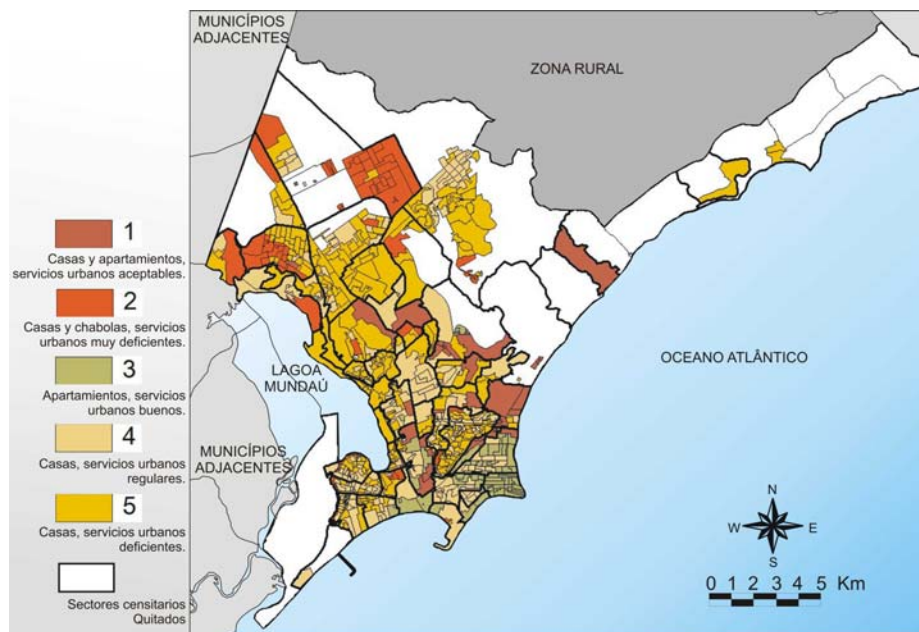 MUNICÍPIOS
ADJACENTES
ZONA RURAL
1
Casas y apartamientos,
servicios urbanos aceptables.
2
Casas y chabolas, servicios
urbanos muy deficientes.
3
Apartamientos, servicios
urbanos buenos.
4
Casas, servicios urbanos
regulares.
5
Casas, servicios urbanos
deficientes.
Sectores censitarios
Quitados
LAGOA
MUNDAÚ
OCEANO ATLÂNTICO
MUNICÍPIOS
ADJACENTES
N
W E
S
0 1 2 3 4 5 Km